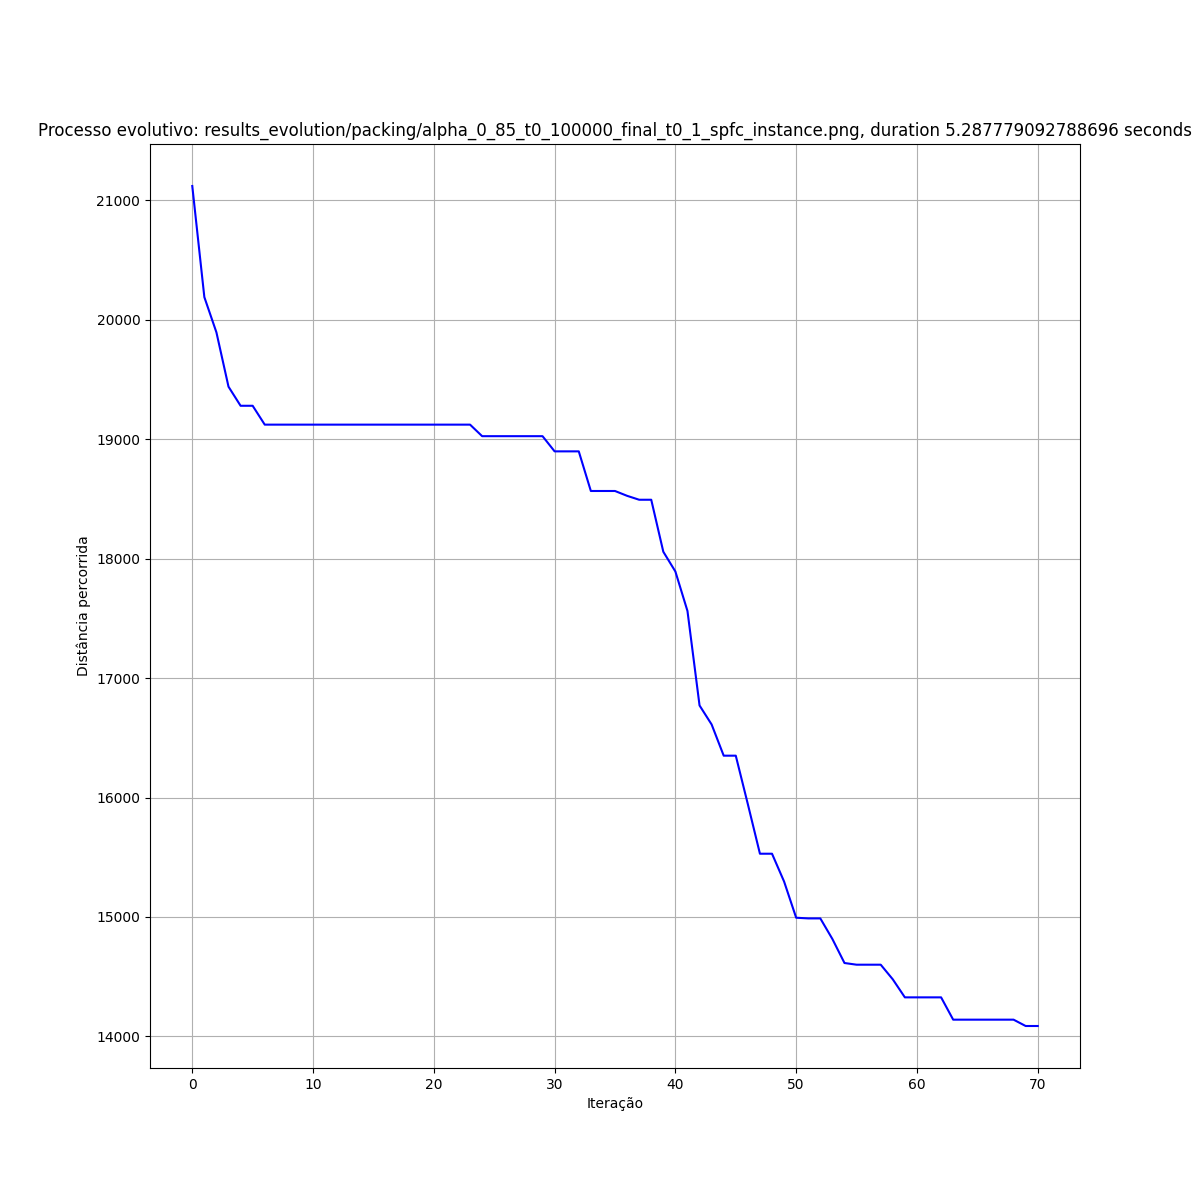 Processo evolutivo: results_evolution/packing/alpha_0_85_t0_100000_final_t0_1_spfc_instance.png, duration 5.287779092788696 seconds
21000
20000
19000
18000
17000
16000
15000
14000
Distância percorrida
0 10 20 30 40 50 60 70
Iteração